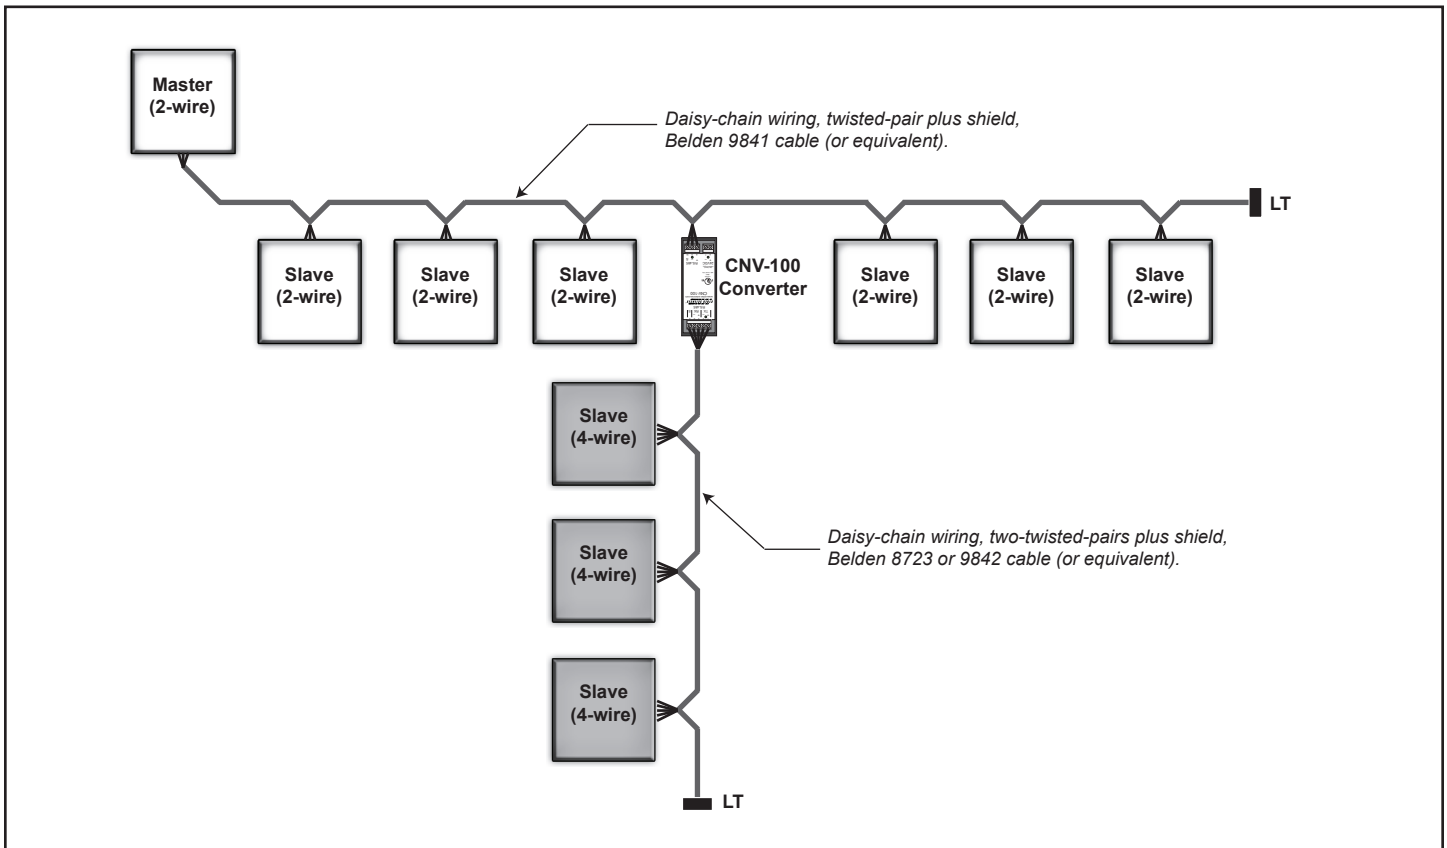 Master
(2-wire)
Daisy-chain wiring, twisted-pair plus shield,
Belden 9841 cable (or equivalent).
LT
Slave
(2-wire)
Slave
(2-wire)
Slave
(2-wire)
CNV-100
Converter
Slave
(2-wire)
Slave
(2-wire)
Slave
(2-wire)
Slave
(4-wire)
Daisy-chain wiring, two-twisted-pairs plus shield,
Belden 8723 or 9842 cable (or equivalent).
Slave
(4-wire)
Slave
(4-wire)
LT